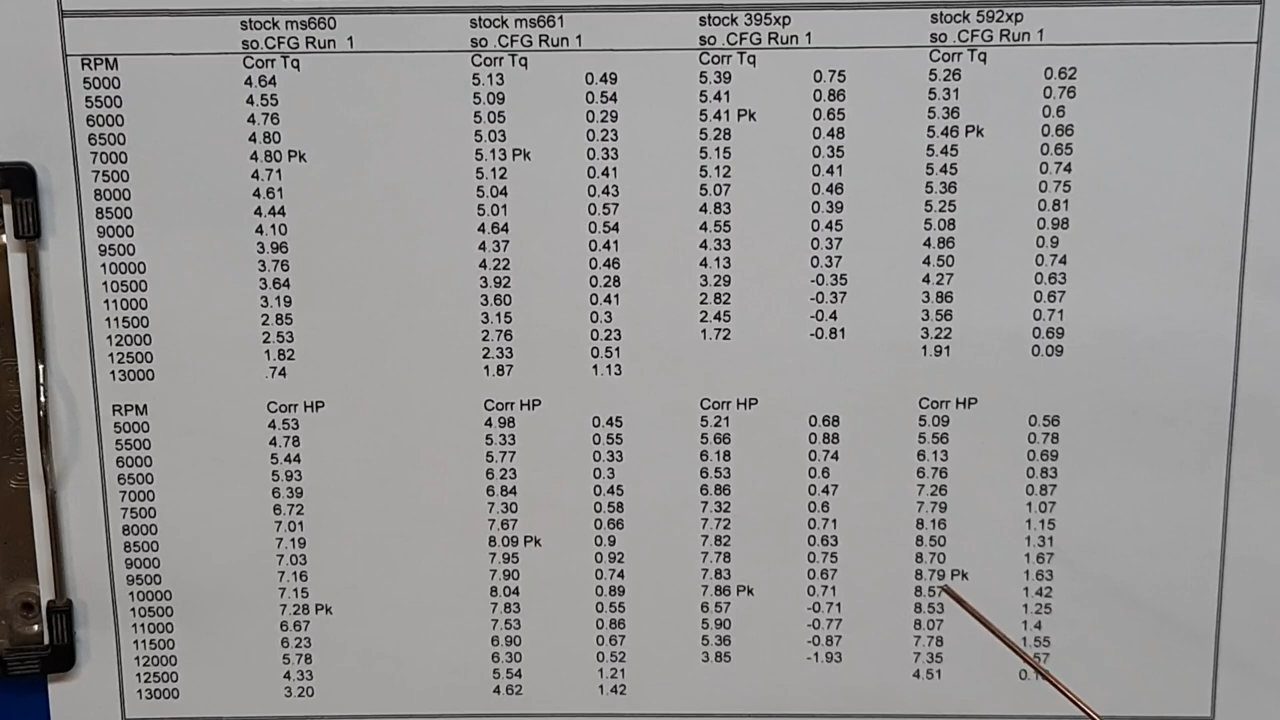 stock ms660 stock ms661 stock 395xp stock 592xp
so.CFG Run 1 so .CFG Run 1 so .CFG Run 1 so .CFG Run 1
RPM Corr Tq Corr Tq Corr Tq Corr Tq
5000 4.64 5.13 0.49 5.39 0.75 5.26 0.62
5500 4.55 5.09 0.54 5.41 0.86 5.31 0.76
6000 4.76 5.05 0.29 5.41 Pk 0.65 5.36 0.6
6500 4.80 5.03 0.23 5.28 0.48 5.46 Pk 0.66
7000 4.80 Pk 5.13 Pk 0.33 5.15 0.35 5.45 0.65
7500 4.71 5.12 0.41 5.12 0.41 5.45 0.74
8000 4.61 5.04 0.43 5.07 0.46 5.36 0.75
8500 4.44 5.01 0.57 4.83 0.39 5.25 0.81
9000 4.10 4.64 0.54 4.55 0.45 5.08 0.98
9500 3.96 4.37 0.41 4.33 0.37 4.86 0.9
10000 3.76 4.22 0.46 4.13 0.37 4.50 0.74
10500 3.64 3.92 0.28 3.29 -0.35 4.27 0.63
11000 3.19 3.60 0.41 2.82 -0.37 3.86 0.67
11500 2.85 3.15 0.3 2.45 -0.4 3.56 0.71
12000 2.53 2.76 0.23 1.72 -0.81 3.22 0.69
12500 1.82 2.33 0.51 1.91 0.09
13000 .74 1.87 1.13
RPM Corr HP Corr HP Corr HP Corr HP
5000 4.53 4.98 0.45 5.21 0.68 5.09 0.56
5500 4.78 5.33 0.55 5.66 0.88 5.56 0.78
6000 5.44 5.77 0.33 6.18 0.74 6.13 0.69
6500 5.93 6.23 0.3 6.53 0.6 6.76 0.83
7000 6.39 6.84 0.45 6.86 0.47 7.26 0.87
7500 6.72 7.30 0.58 7.32 0.6 7.79 1.07
8000 7.01 7.67 0.66 7.72 0.71 8.16 1.15
8500 7.19 8.09 Pk 0.9 7.82 0.63 8.50 1.31
9000 7.03 7.95 0.92 7.78 0.75 8.70 1.67
9500 7.16 7.90 0.74 7.83 0.67 8.79 Pk 1.63
10000 7.15 8.04 0.89 7.86 Pk 0.71 8.57 1.42
10500 7.28 Pk 7.83 0.55 6.57 -0.71 8.53 1.25
11000 6.67 7.53 0.86 5.90 -0.77 8.07 1.4
11500 6.23 6.90 0.67 5.36 -0.87 7.78 1.55
12000 5.78 6.30 0.52 3.85 -1.93 7.35
12500 4.33 5.54 1.21 4.51
13000 3.20 4.62 1.42